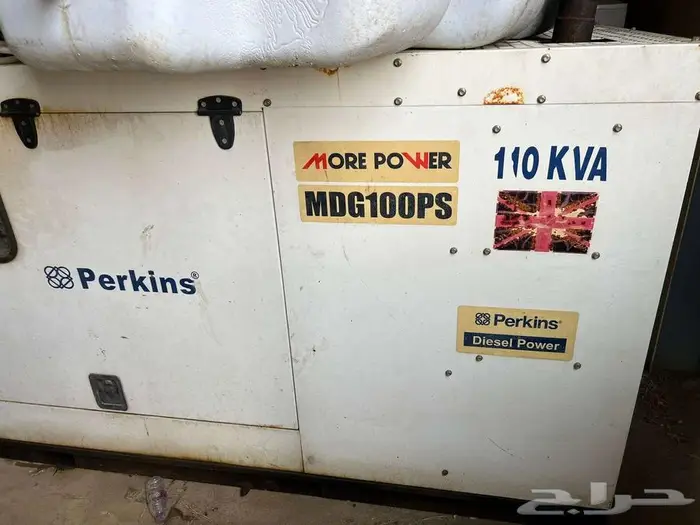 MORE POWER
MDG100PS
110 KVA
Perkins®
Perkins®
Diesel Power
حراج